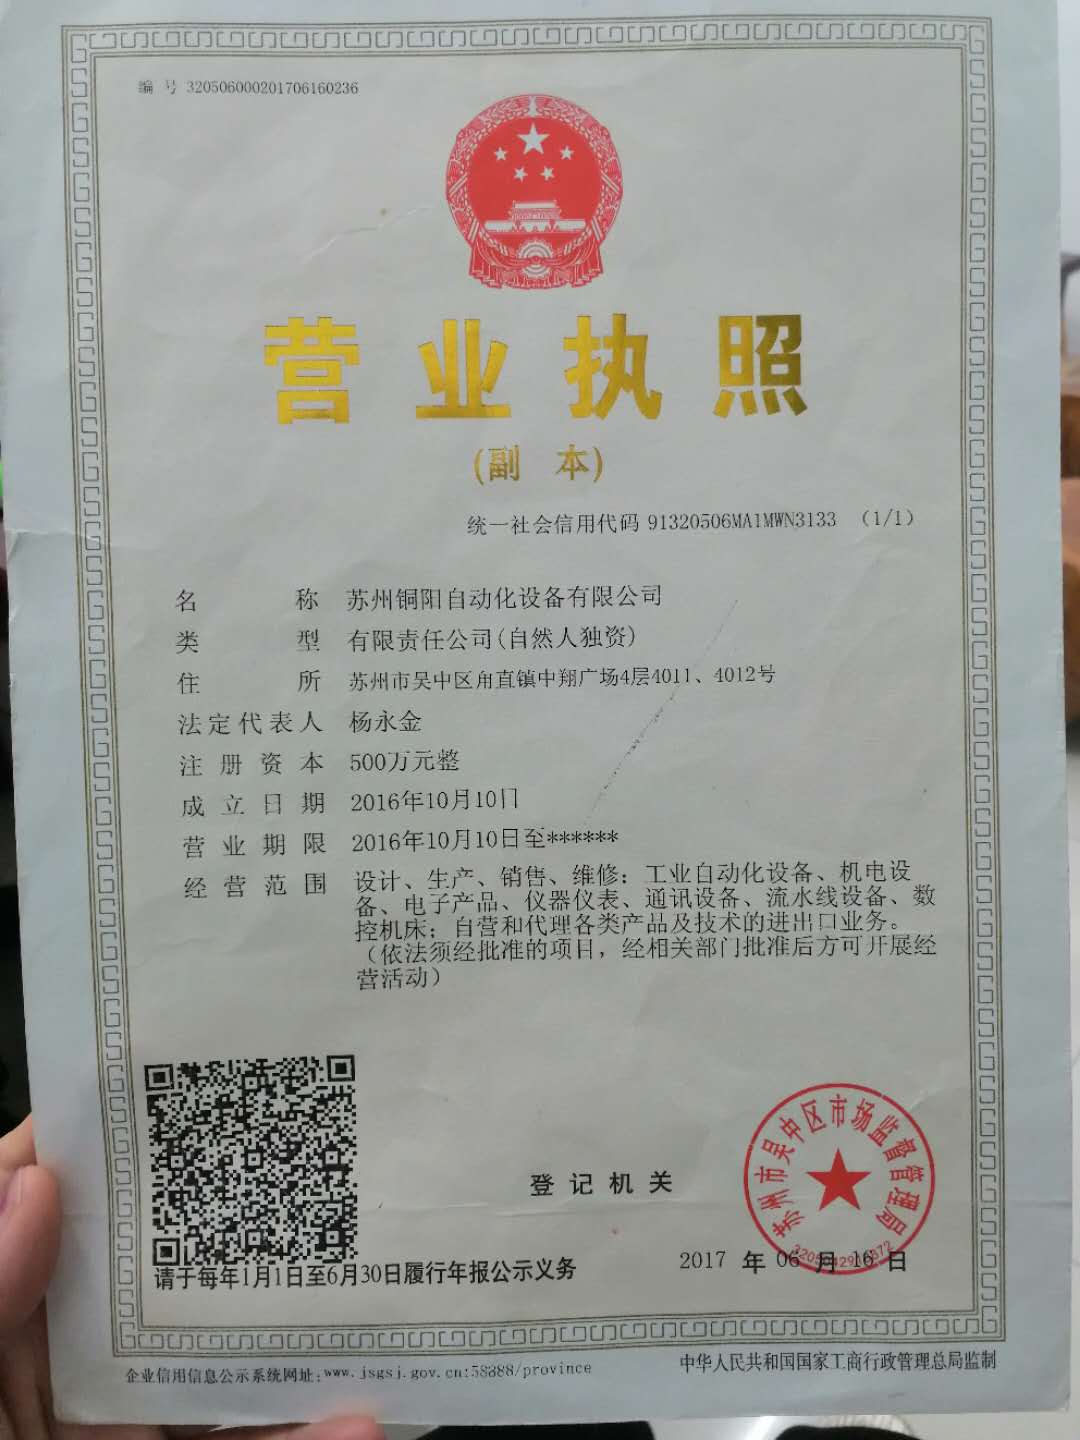 编 号 320506000201706160236
营业执照
(副 本)
统一社会信用代码 91320506MA1MWN3133 （1/1）
名 称 苏州铜阳自动化设备有限公司
类 型 有限责任公司(自然人独资)
住 所 苏州市吴中区甪直镇中翔广场4层4011、4012号
法定代表人 杨永金
注 册 资 本 500万元整
成 立 日 期 2016年10月10日
营 业 期 限 2016年10月10日至******
经 营 范 围 设计、生产、销售、维修：工业自动化设备、机电设
备、电子产品、仪器仪表、通讯设备、流水线设备、数
控机床；自营和代理各类产品及技术的进出口业务。
（依法须经批准的项目，经相关部门批准后方可开展经
营活动）
苏州市吴中区市场监督管理局
登 记 机 关
2017 年 06 月 16 日
请于每年1月1日至6月30日履行年报公示义务
企业信用信息公示系统网址:www.jsgsj.gov.cn:58888/province
中华人民共和国国家工商行政管理总局监制